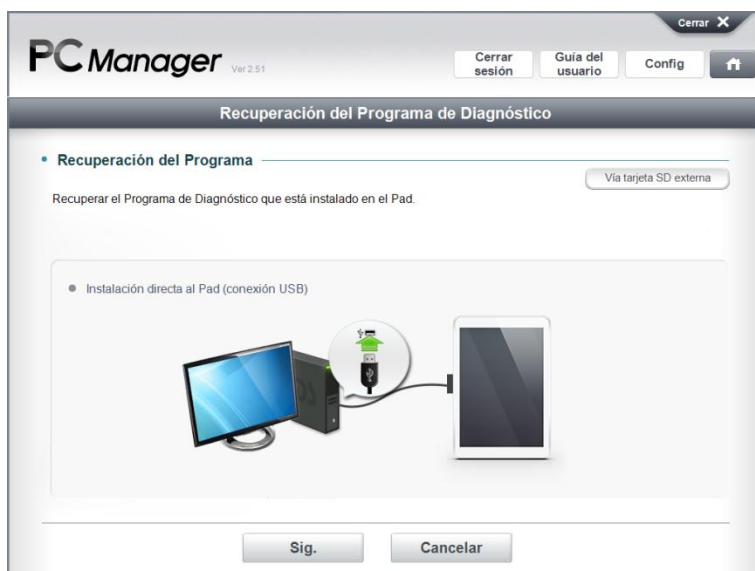 Cerrar X
PC Manager Ver 2.51
Cerrar sesión
Guía del usuario
Config
Recuperación del Programa de Diagnóstico
Recuperación del Programa
Vía tarjeta SD externa
Recuperar el Programa de Diagnóstico que está instalado en el Pad.
Instalación directa al Pad (conexión USB)
Sig.
Cancelar